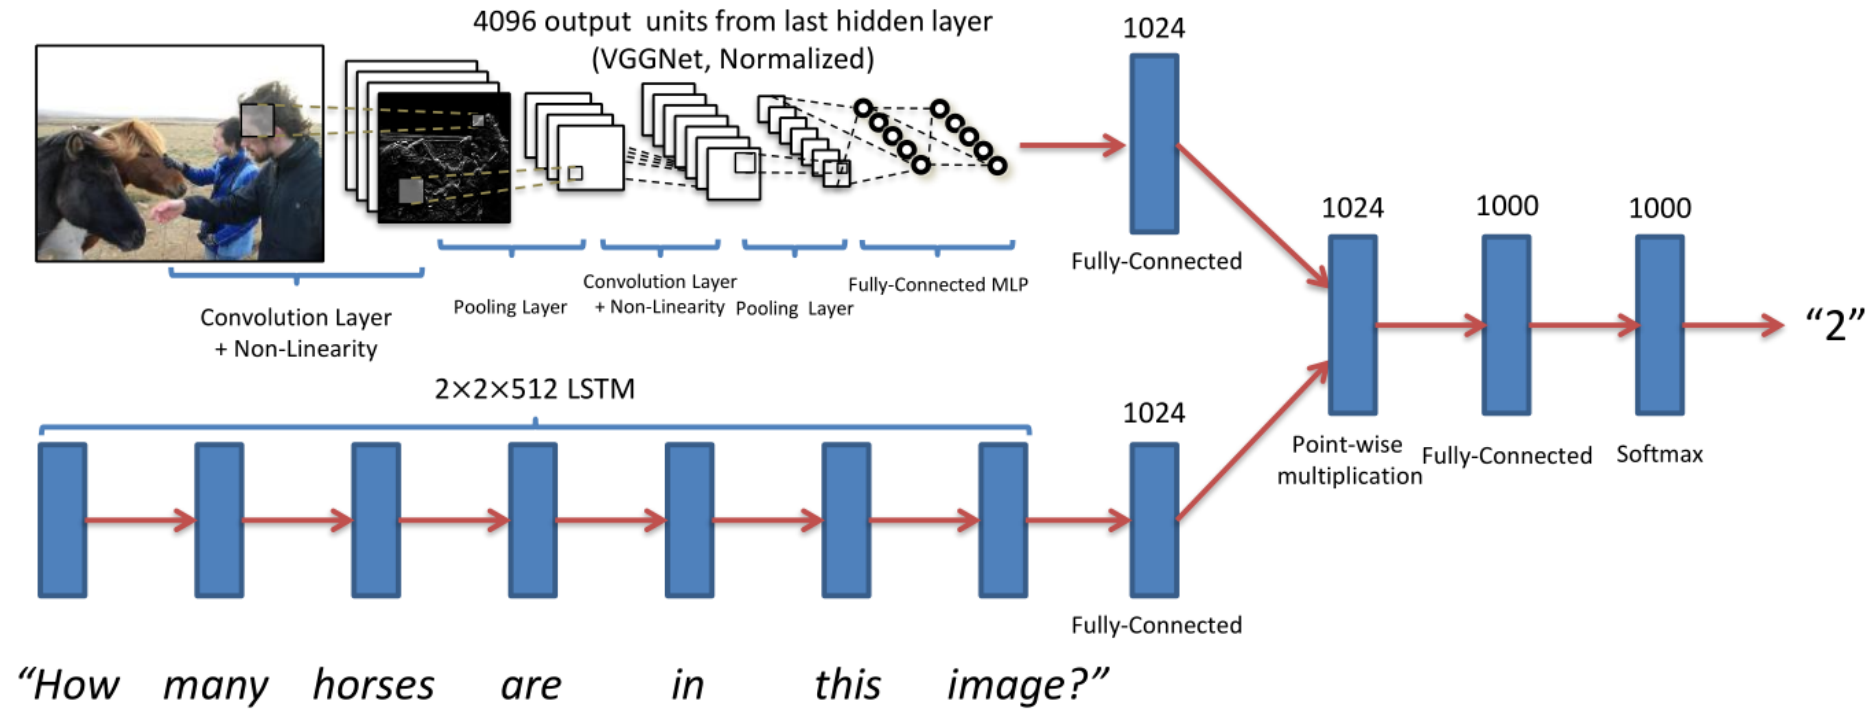 4096 output units from last hidden layer
(VGGNet, Normalized)
1024
Convolution Layer
+ Non-Linearity
Pooling Layer
Convolution Layer
+ Non-Linearity
Pooling Layer
Fully-Connected MLP
Fully-Connected
2×2×512 LSTM
1024
Fully-Connected
"How many horses are in this image?"
1024
Point-wise
multiplication
1000
Fully-Connected
1000
Softmax
"2"